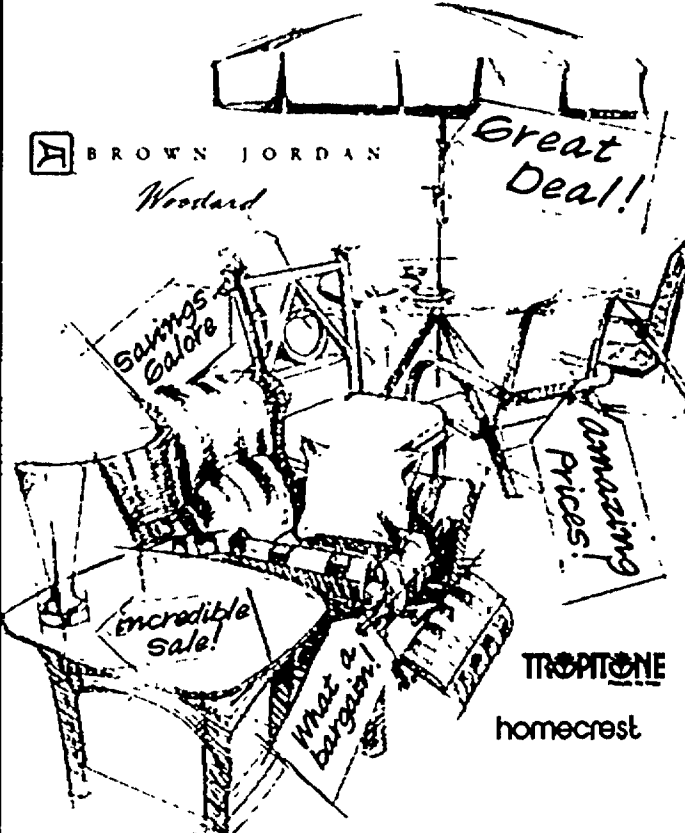 Great
Deal!
BROWN JORDAN
Woodard
Savings
Galore
amazing
Prices!
incredible
Sale!
What a
bargain!
TROPITONE
homecrest